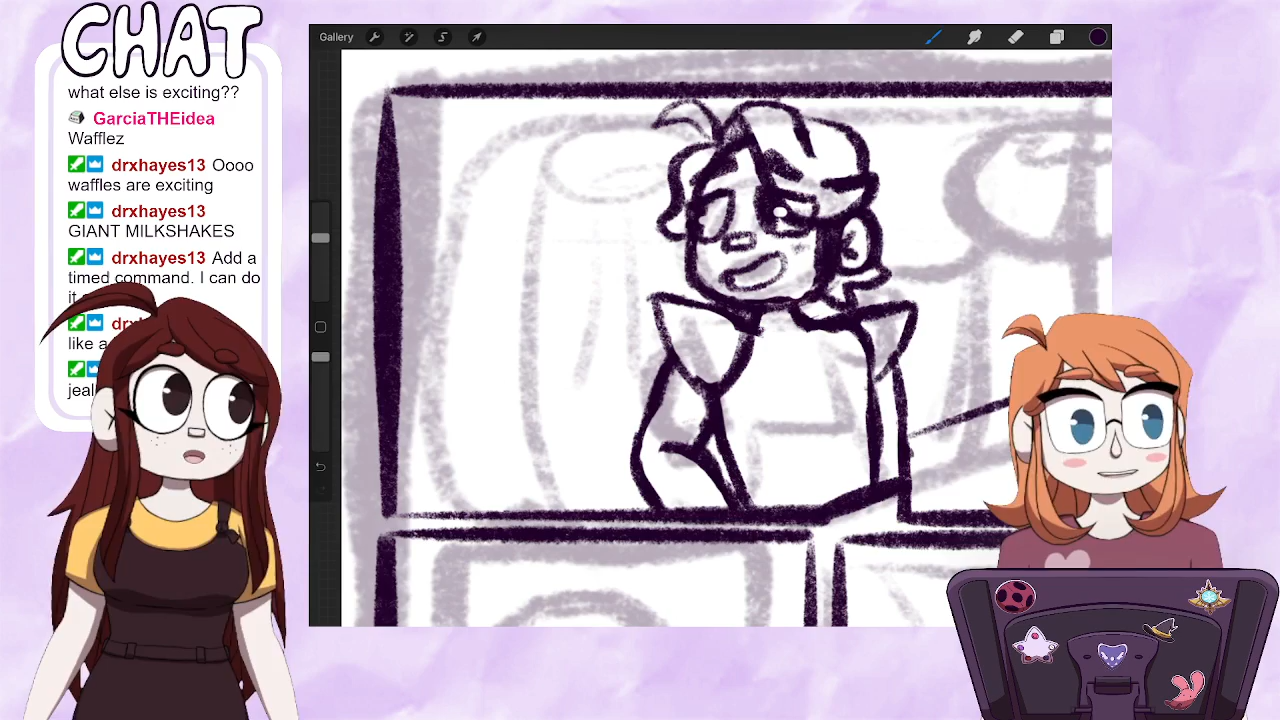 CHAT
what else is exciting??
GarciaTHEidea
Wafflez
drxhayes13 Oooo
waffles are exciting
drxhayes13
GIANT MILKSHAKES
drxhayes13 Add a
timed command. I can do
like a
Gallery